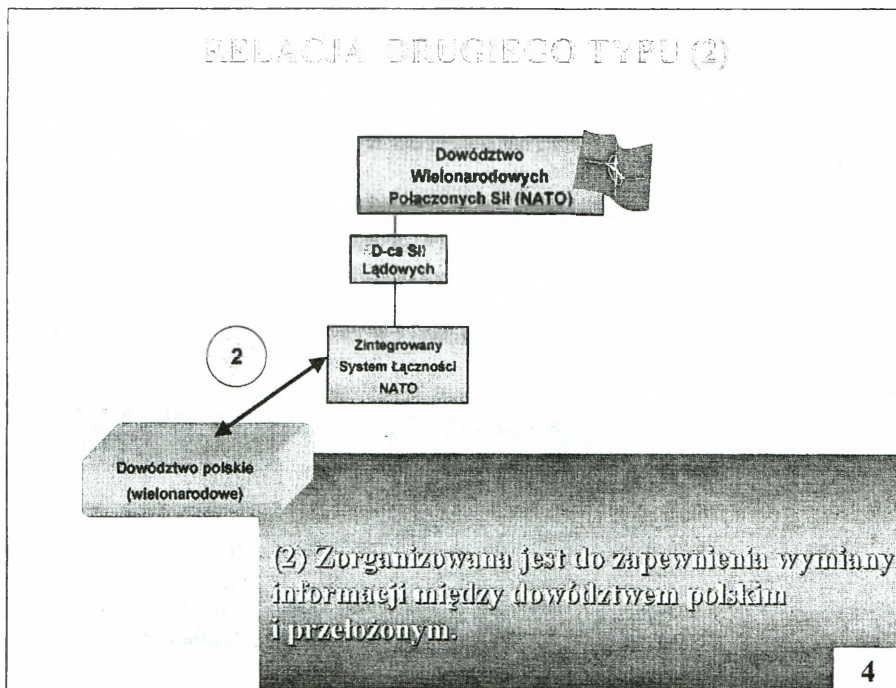 RELACJA DRUGIEGO TYPU (2)
Dowództwo
Wielonarodowych
Połączonych Sił (NATO)
D-ca Sił
Lądowych
Zintegrowany
System Łączności
NATO
2
Dowództwo polskie
(wielonarodowe)
(2) Zorganizowana jest do zapewnienia wymiany
informacji między dowództwem polskim
i przełożonym.
4